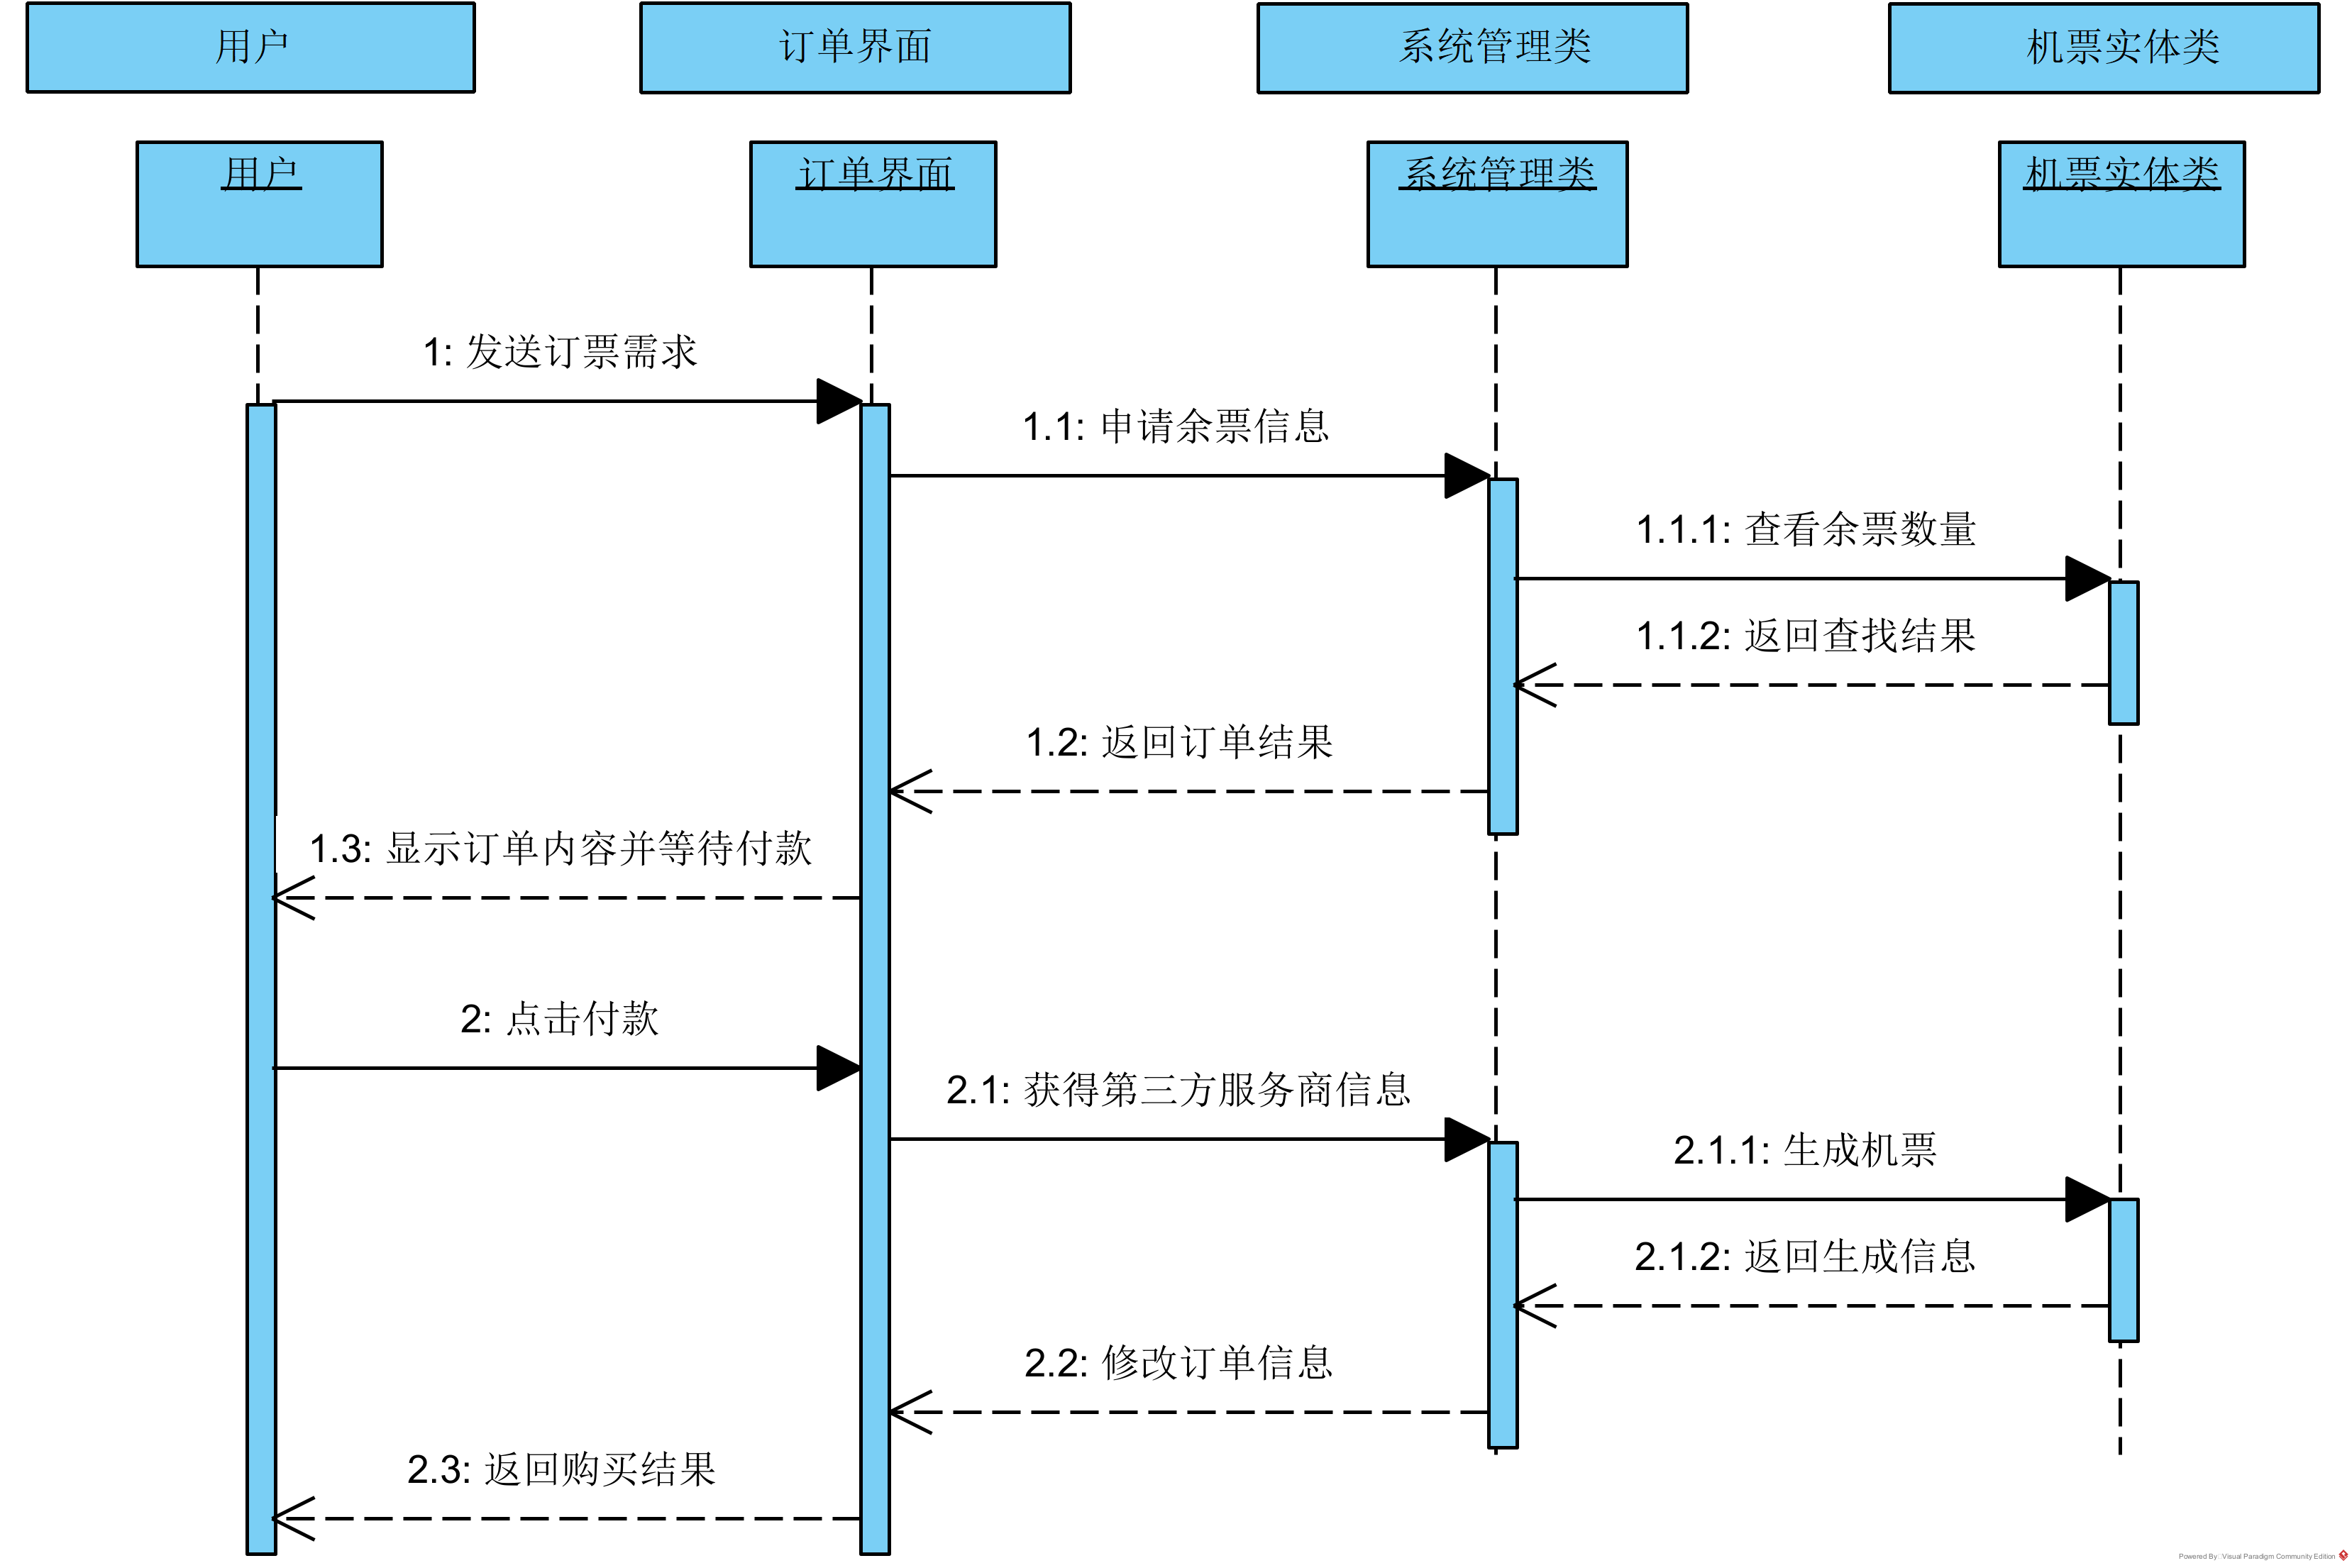 用户
订单界面
系统管理类
机票实体类
用户
订单界面
系统管理类
机票实体类
1: 发送订票需求
1.1: 申请余票信息
1.1.1: 查看余票数量
1.1.2: 返回查找结果
1.2: 返回订单结果
1.3: 显示订单内容并等待付款
2: 点击付款
2.1: 获得第三方服务商信息
2.1.1: 生成机票
2.1.2: 返回生成信息
2.2: 修改订单信息
2.3: 返回购买结果
Powered By: Visual Paradigm Community Edition